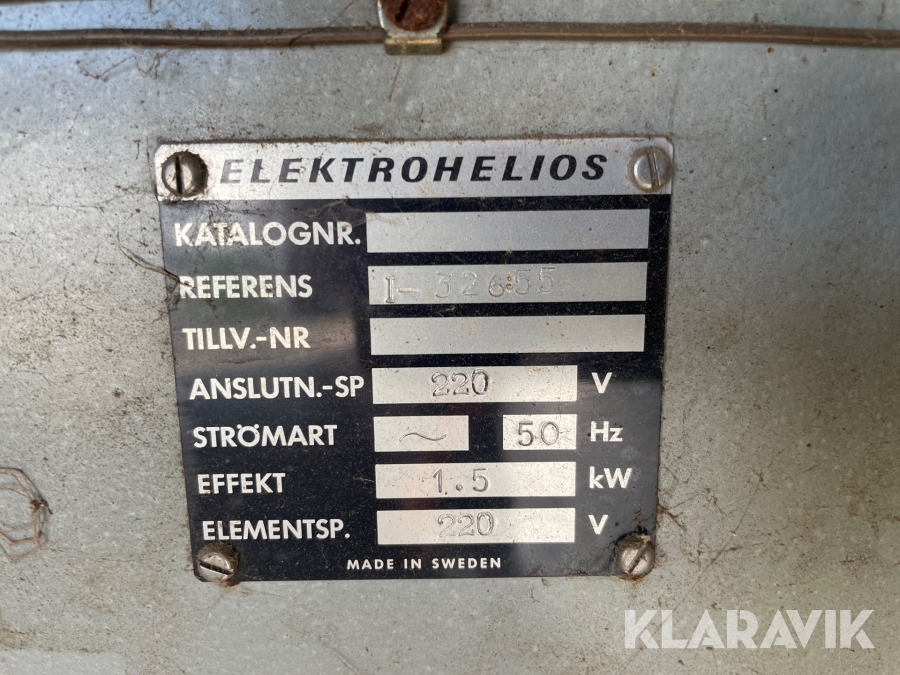 ELEKTROHELIOS
KATALOGNR.
REFERENS I-32655
TILLV.-NR
ANSLUTN.-SP 220 V
STRÖMART ~ 50 Hz
EFFEKT 1.5 kW
ELEMENTSP. 220 V
MADE IN SWEDEN
KLARAVIK